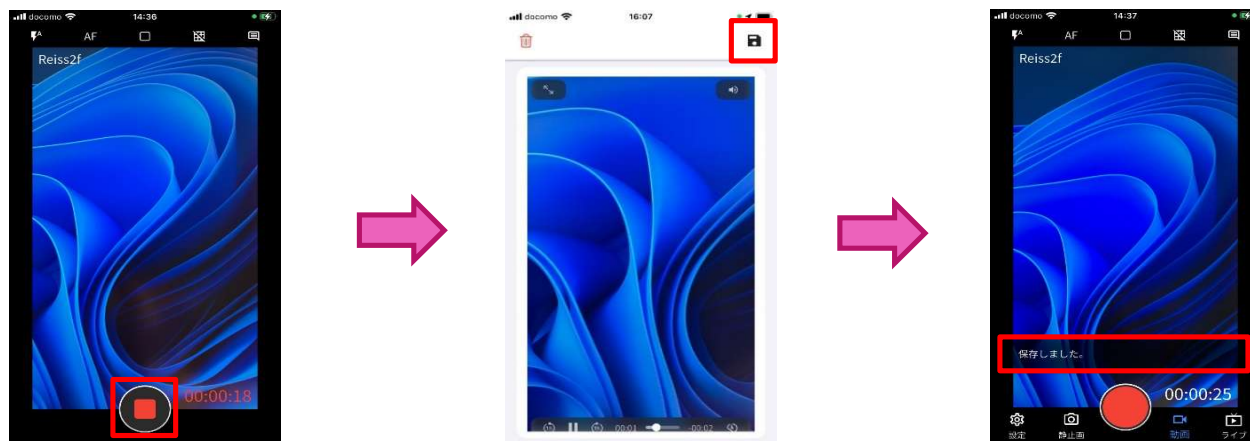 docomo 14:36
A AF
Reiss2f
00:00:18
docomo 16:07
00:01 -00:02
docomo 14:37
A AF
Reiss2f
保存しました。
00:00:25
設定 静止画 動画 ライブ